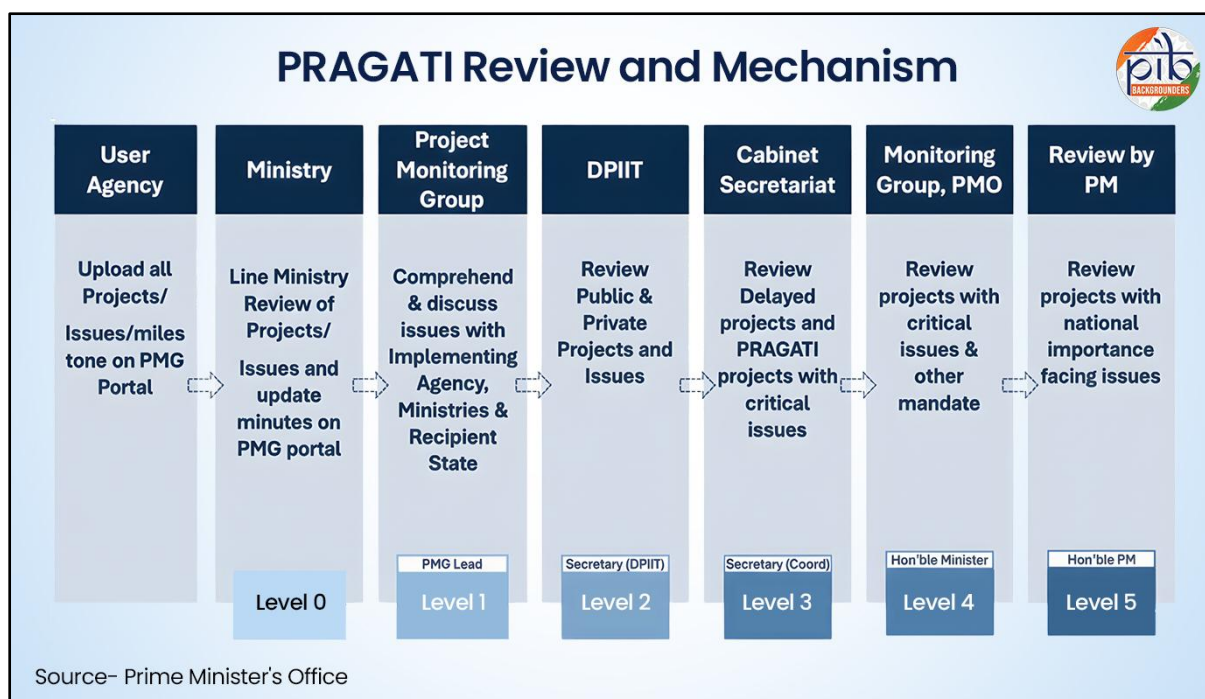 PRAGATI Review and Mechanism
pib
BACKGROUNDERS
User
Agency
Upload all
Projects/
Issues/miles
tone on PMG
Portal
Ministry
Line Ministry
Review of
Projects/
Issues and
update
minutes on
PMG portal
Level 0
Project
Monitoring
Group
Comprehend
& discuss
issues with
Implementing
Agency,
Ministries &
Recipient
State
PMG Lead
Level 1
DPIIT
Review
Public &
Private
Projects and
Issues
Secretary (DPIIT)
Level 2
Cabinet
Secretariat
Review
Delayed
projects and
PRAGATI
projects with
critical
issues
Secretary (Coord)
Level 3
Monitoring
Group, PMO
Review
projects with
critical
issues &
other
mandate
Hon'ble Minister
Level 4
Review by
PM
Review
projects with
national
importance
facing issues
Hon'ble PM
Level 5
Source- Prime Minister's Office